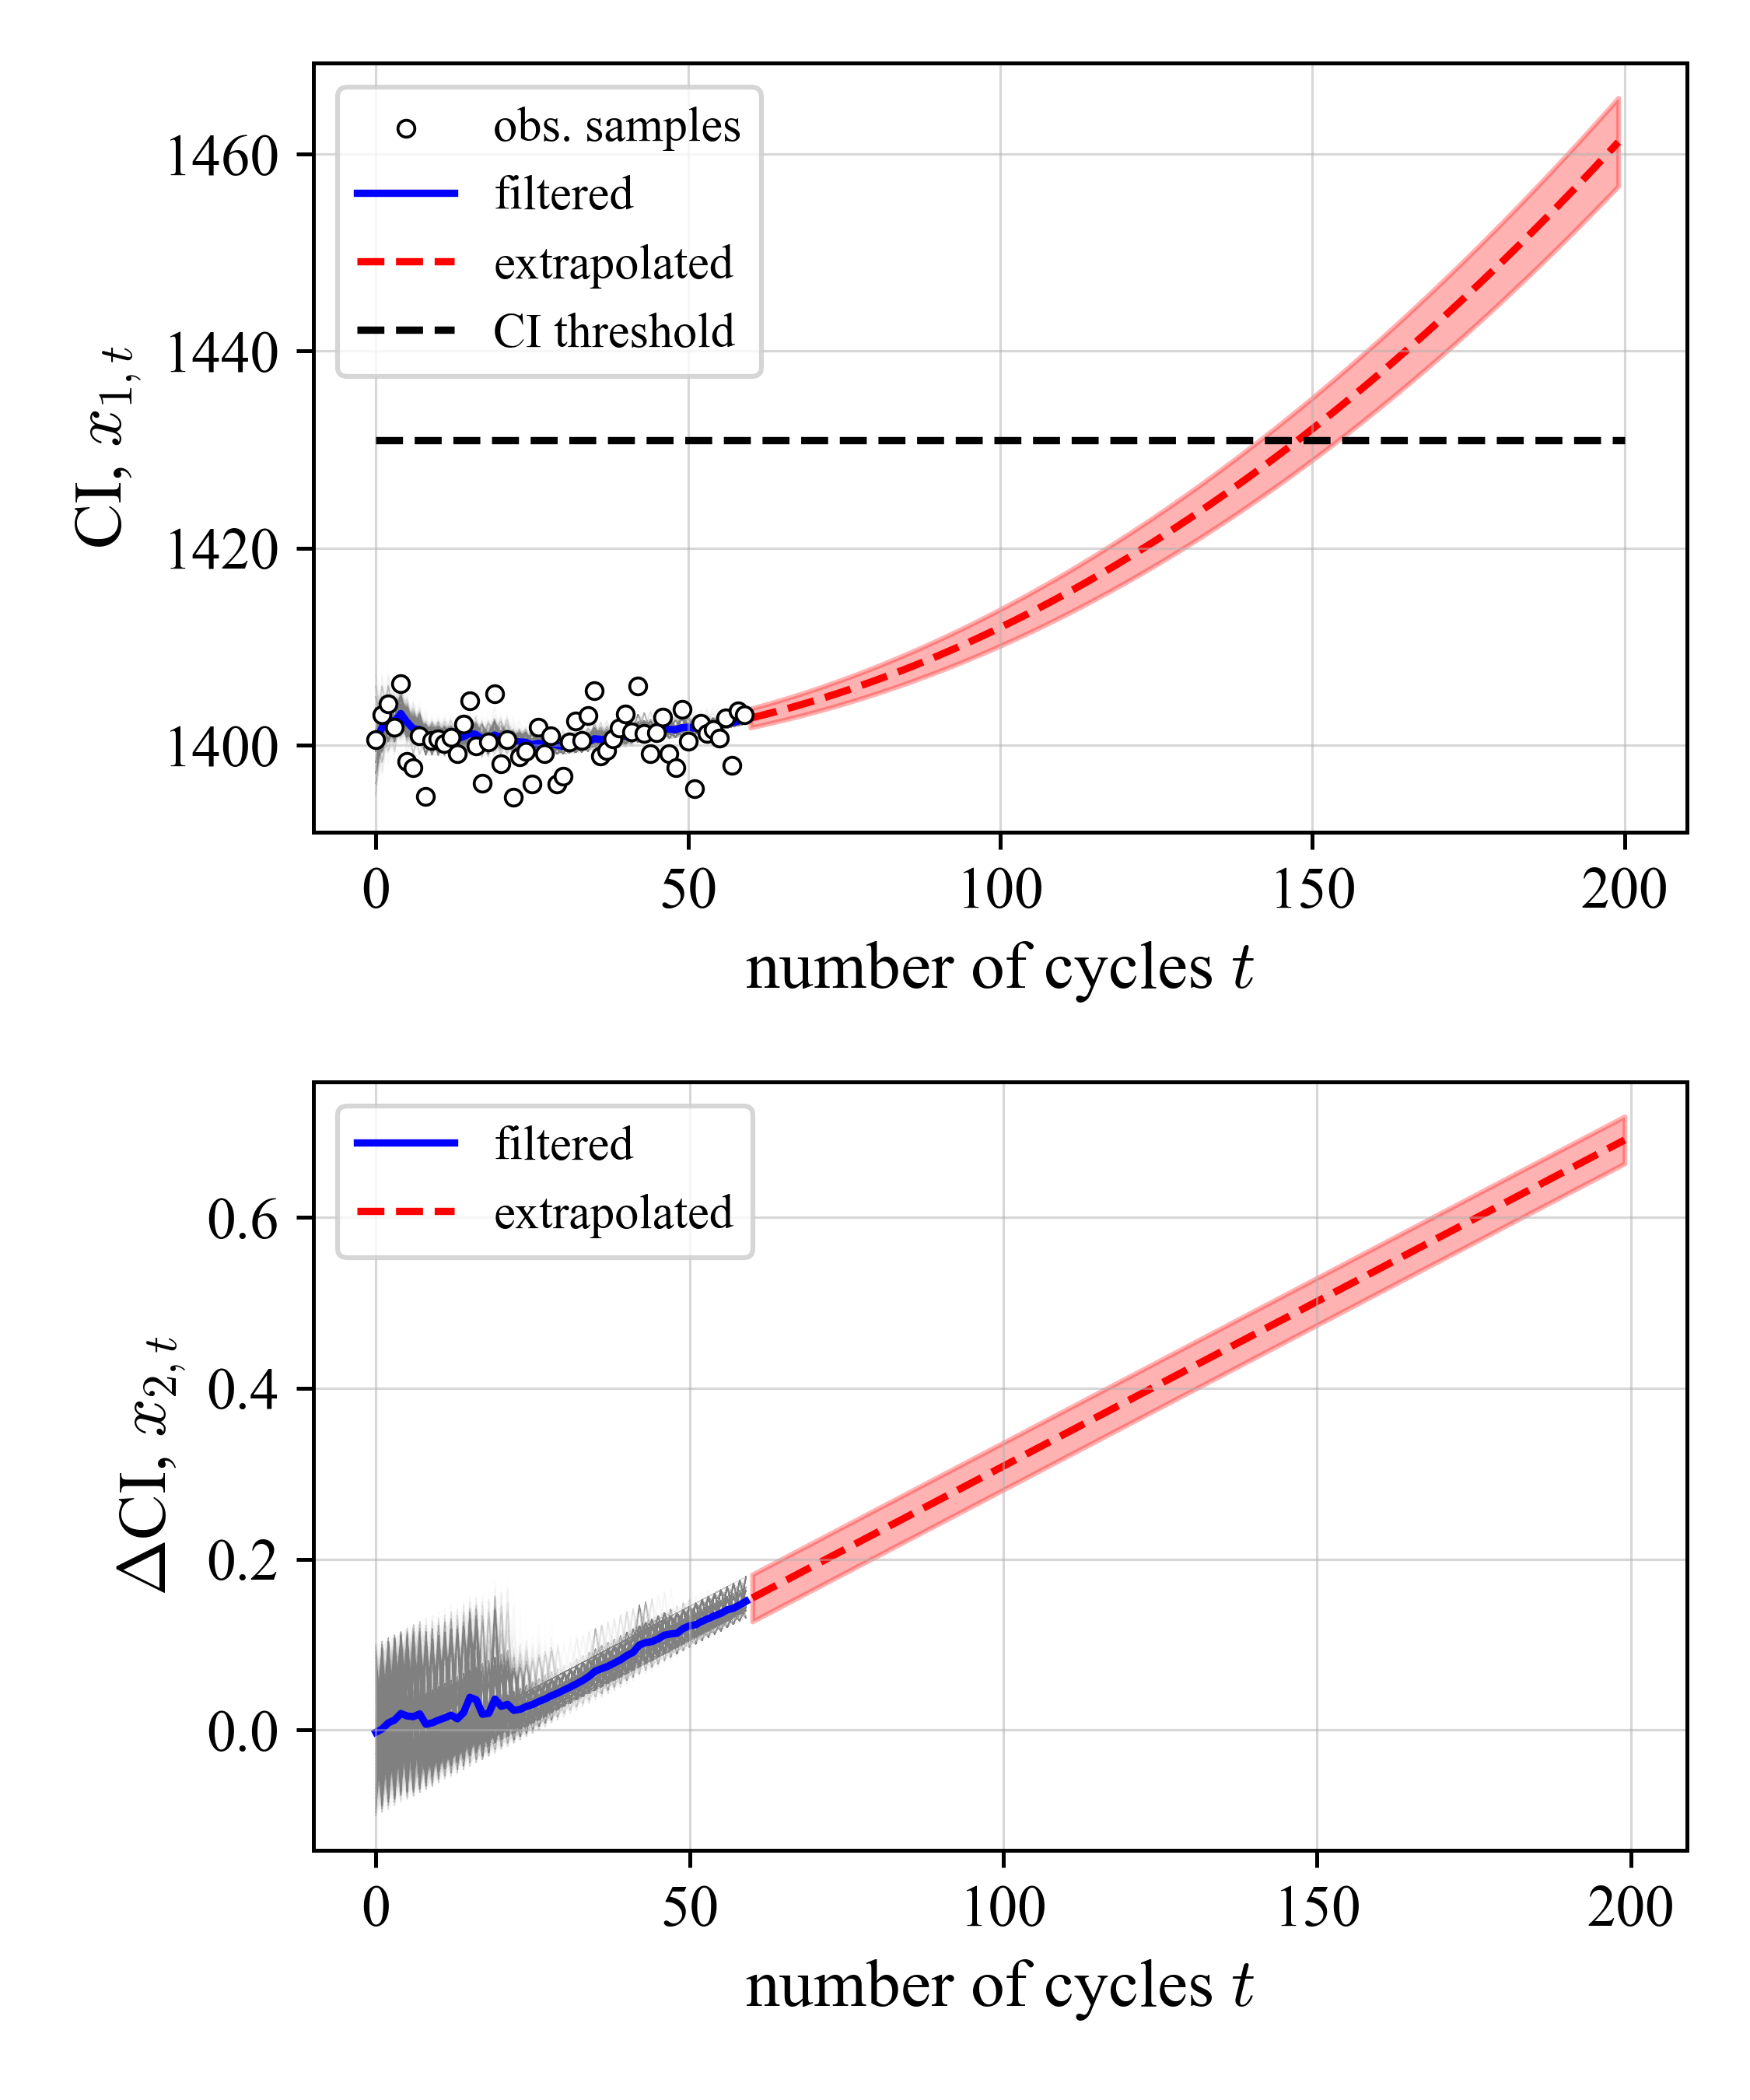 obs. samples
filtered
extrapolated
CI threshold
1460
1440
1420
1400
CI, x1,t
0 50 100 150 200
number of cycles t
filtered
extrapolated
0.6
0.4
0.2
0.0
ΔCI, x2,t
0 50 100 150 200
number of cycles t